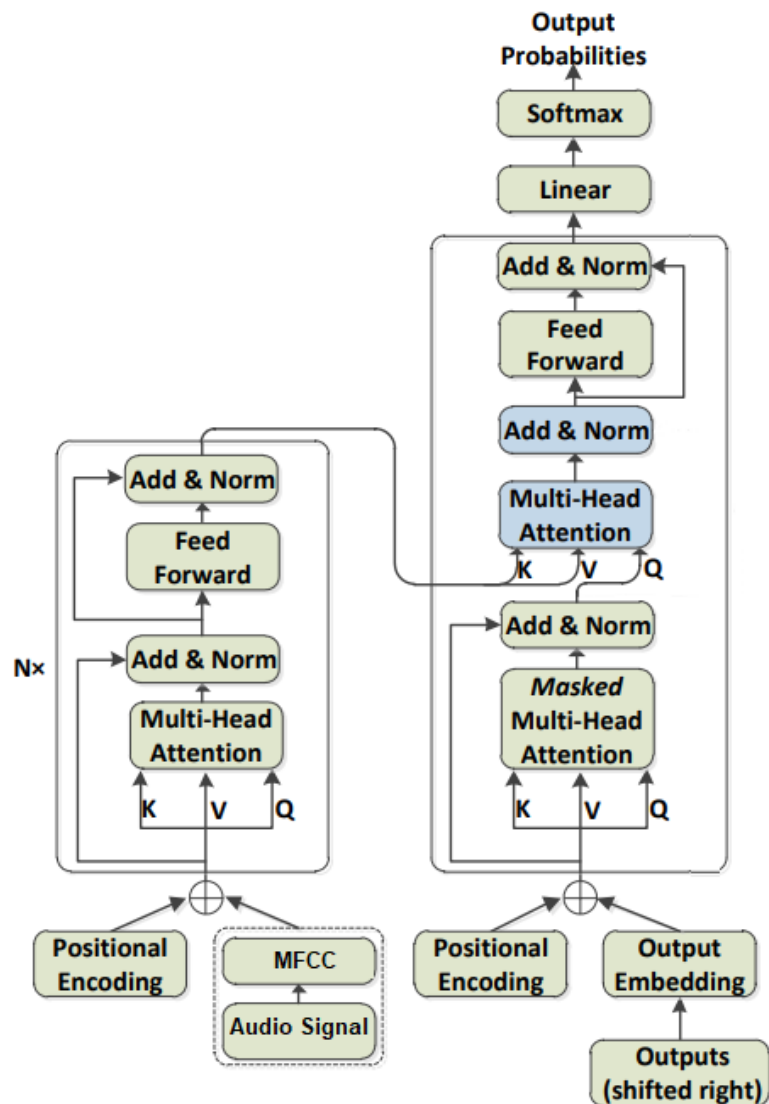 Output
Probabilities
Softmax
Linear
Add & Norm
Feed
Forward
Add & Norm
Multi-Head
Attention
K
V
Q
Add & Norm
Masked
Multi-Head
Attention
K
V
Q
Positional
Encoding
Output
Embedding
Outputs
(shifted right)
Add & Norm
Feed
Forward
Add & Norm
N×
Multi-Head
Attention
K
V
Q
Positional
Encoding
MFCC
Audio Signal